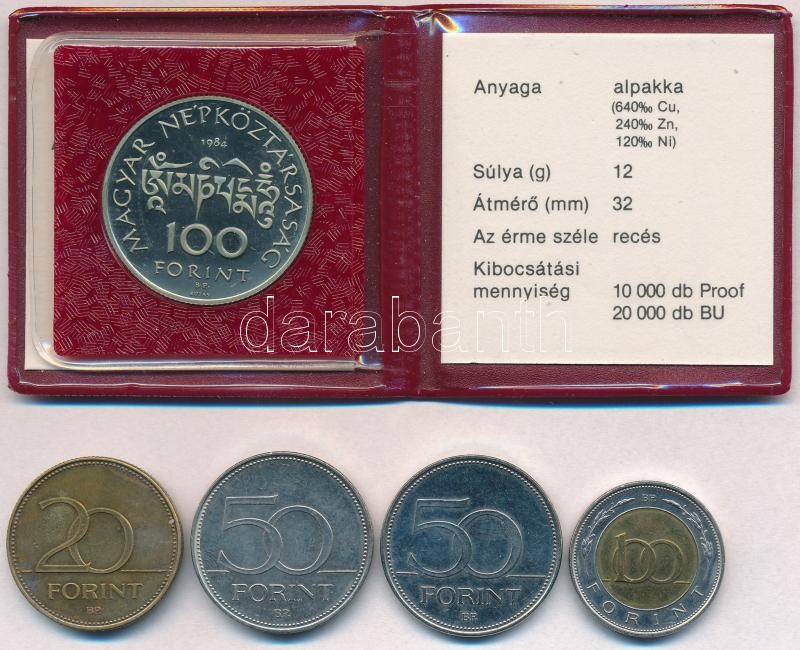 MAGYAR NÉPKÖZTÁRSASÁG
1984
100
FORINT
B.P.
Anyaga alpakka
(640‰ Cu,
240‰ Zn,
120‰ Ni)
Súlya (g) 12
Átmérő (mm) 32
Az érme széle recés
Kibocsátási
mennyiség 10 000 db Proof
20 000 db BU
darabanth
20
FORINT
BP.
50
FORINT
BP.
50
FORINT
BP.
BP.
100
FORINT